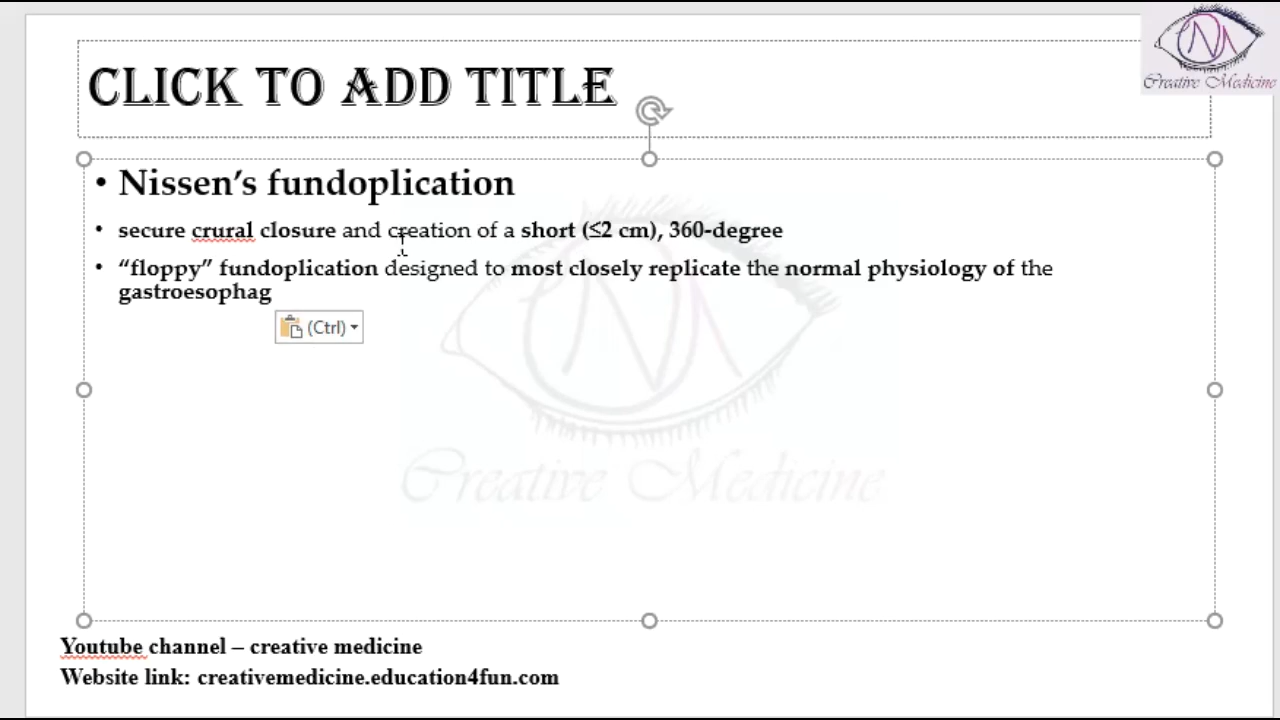 CLICK TO ADD TITLE
Creative Medicine
• Nissen’s fundoplication
• secure crural closure and creation of a short (≤2 cm), 360-degree
• “floppy” fundoplication designed to most closely replicate the normal physiology of the
gastroesophag
(Ctrl)
Creative Medicine
Youtube channel – creative medicine
Website link: creativemedicine.education4fun.com